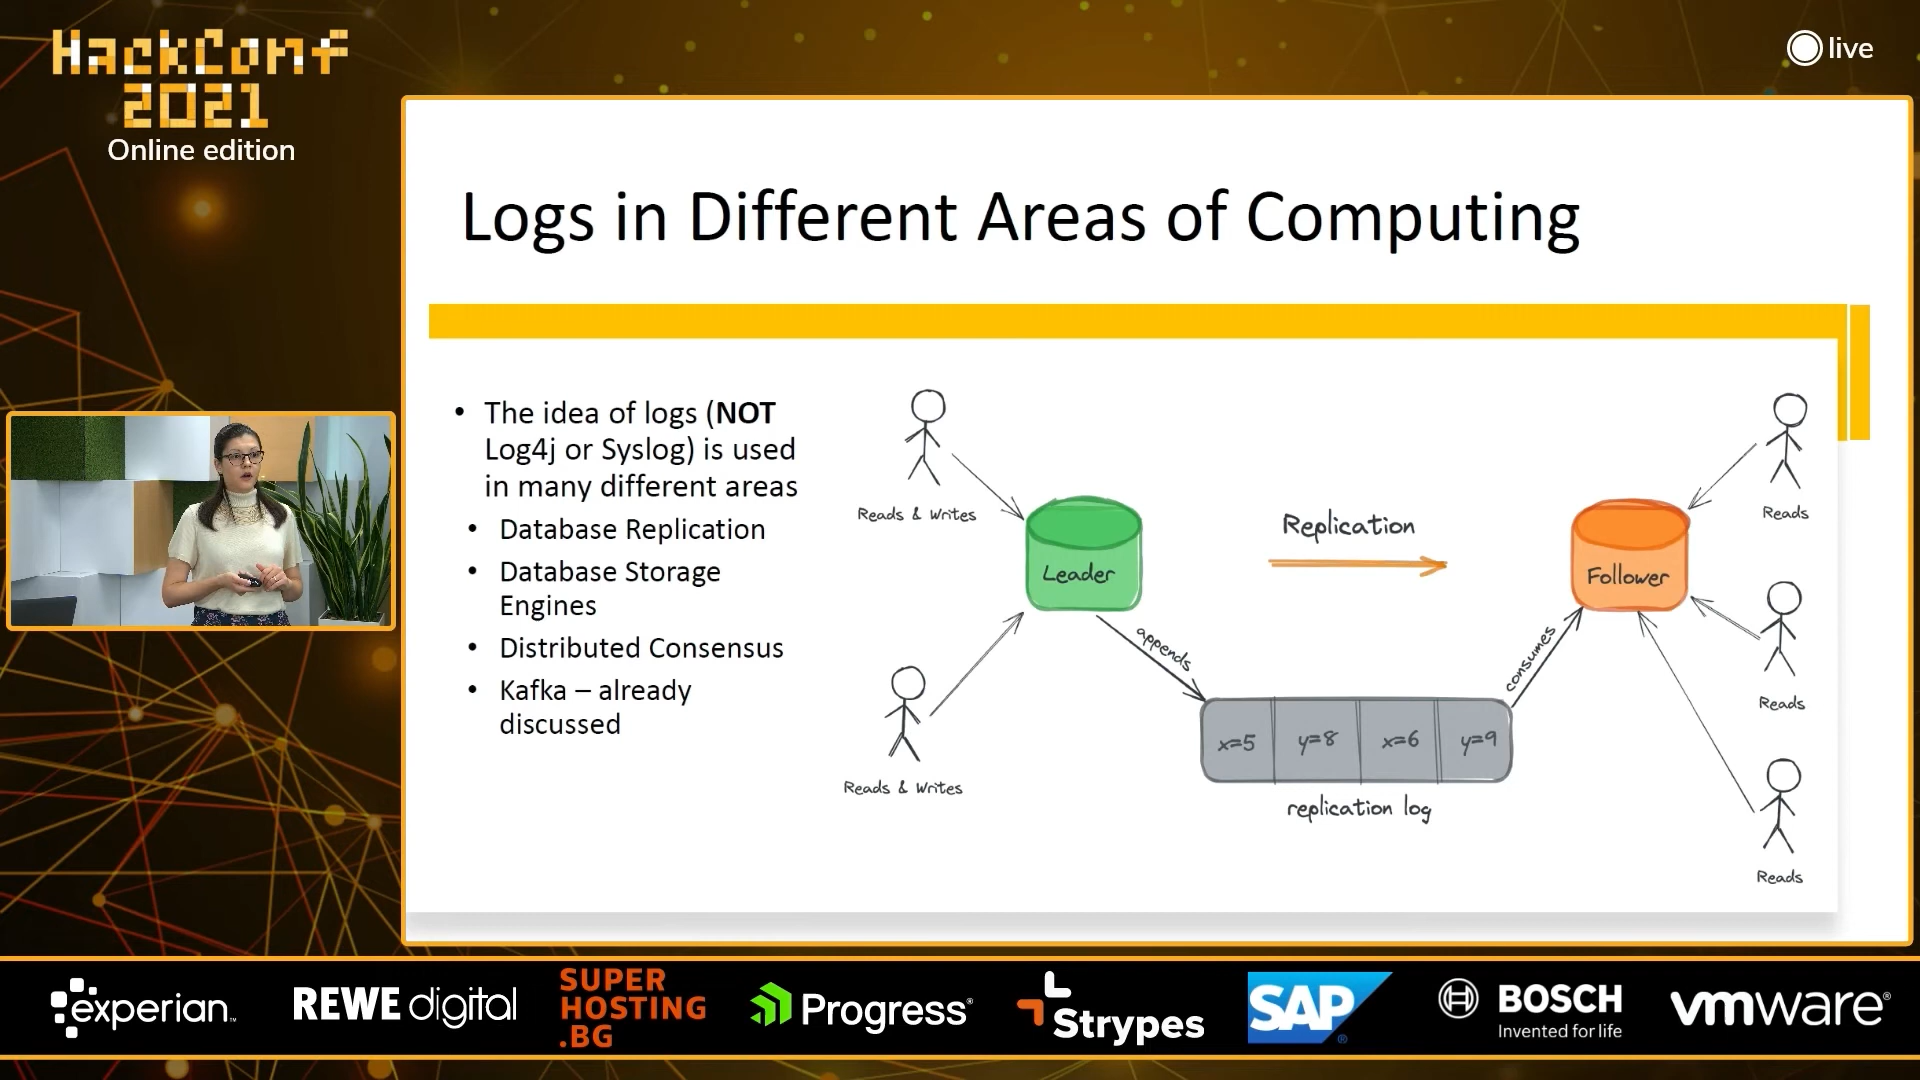 HackConf
2021
Online edition
live
Logs in Different Areas of Computing
• The idea of logs (NOT
Log4j or Syslog) is used
in many different areas
• Database Replication
• Database Storage
Engines
• Distributed Consensus
• Kafka – already
discussed
Reads & Writes
Reads & Writes
Leader
Replication
Follower
appends
consumes
x=5 y=8 x=6 y=9
replication log
Reads
Reads
Reads
experian™
REWE digital
SUPER
HOSTING
.BG
Progress®
Strypes
SAP®
BOSCH
Invented for life
vmware®